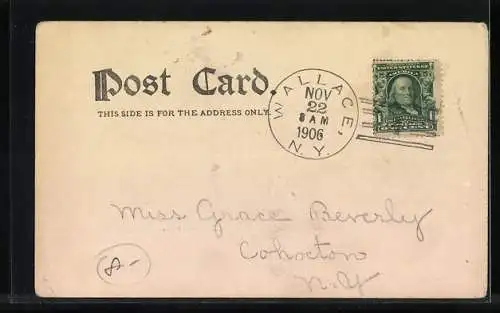 Post Card.
THIS SIDE IS FOR THE ADDRESS ONLY.
WALLACE,
NOV
22
8 AM
1906
N.Y.
Miss Grace Beverly
Cohocton
N.Y.
8-